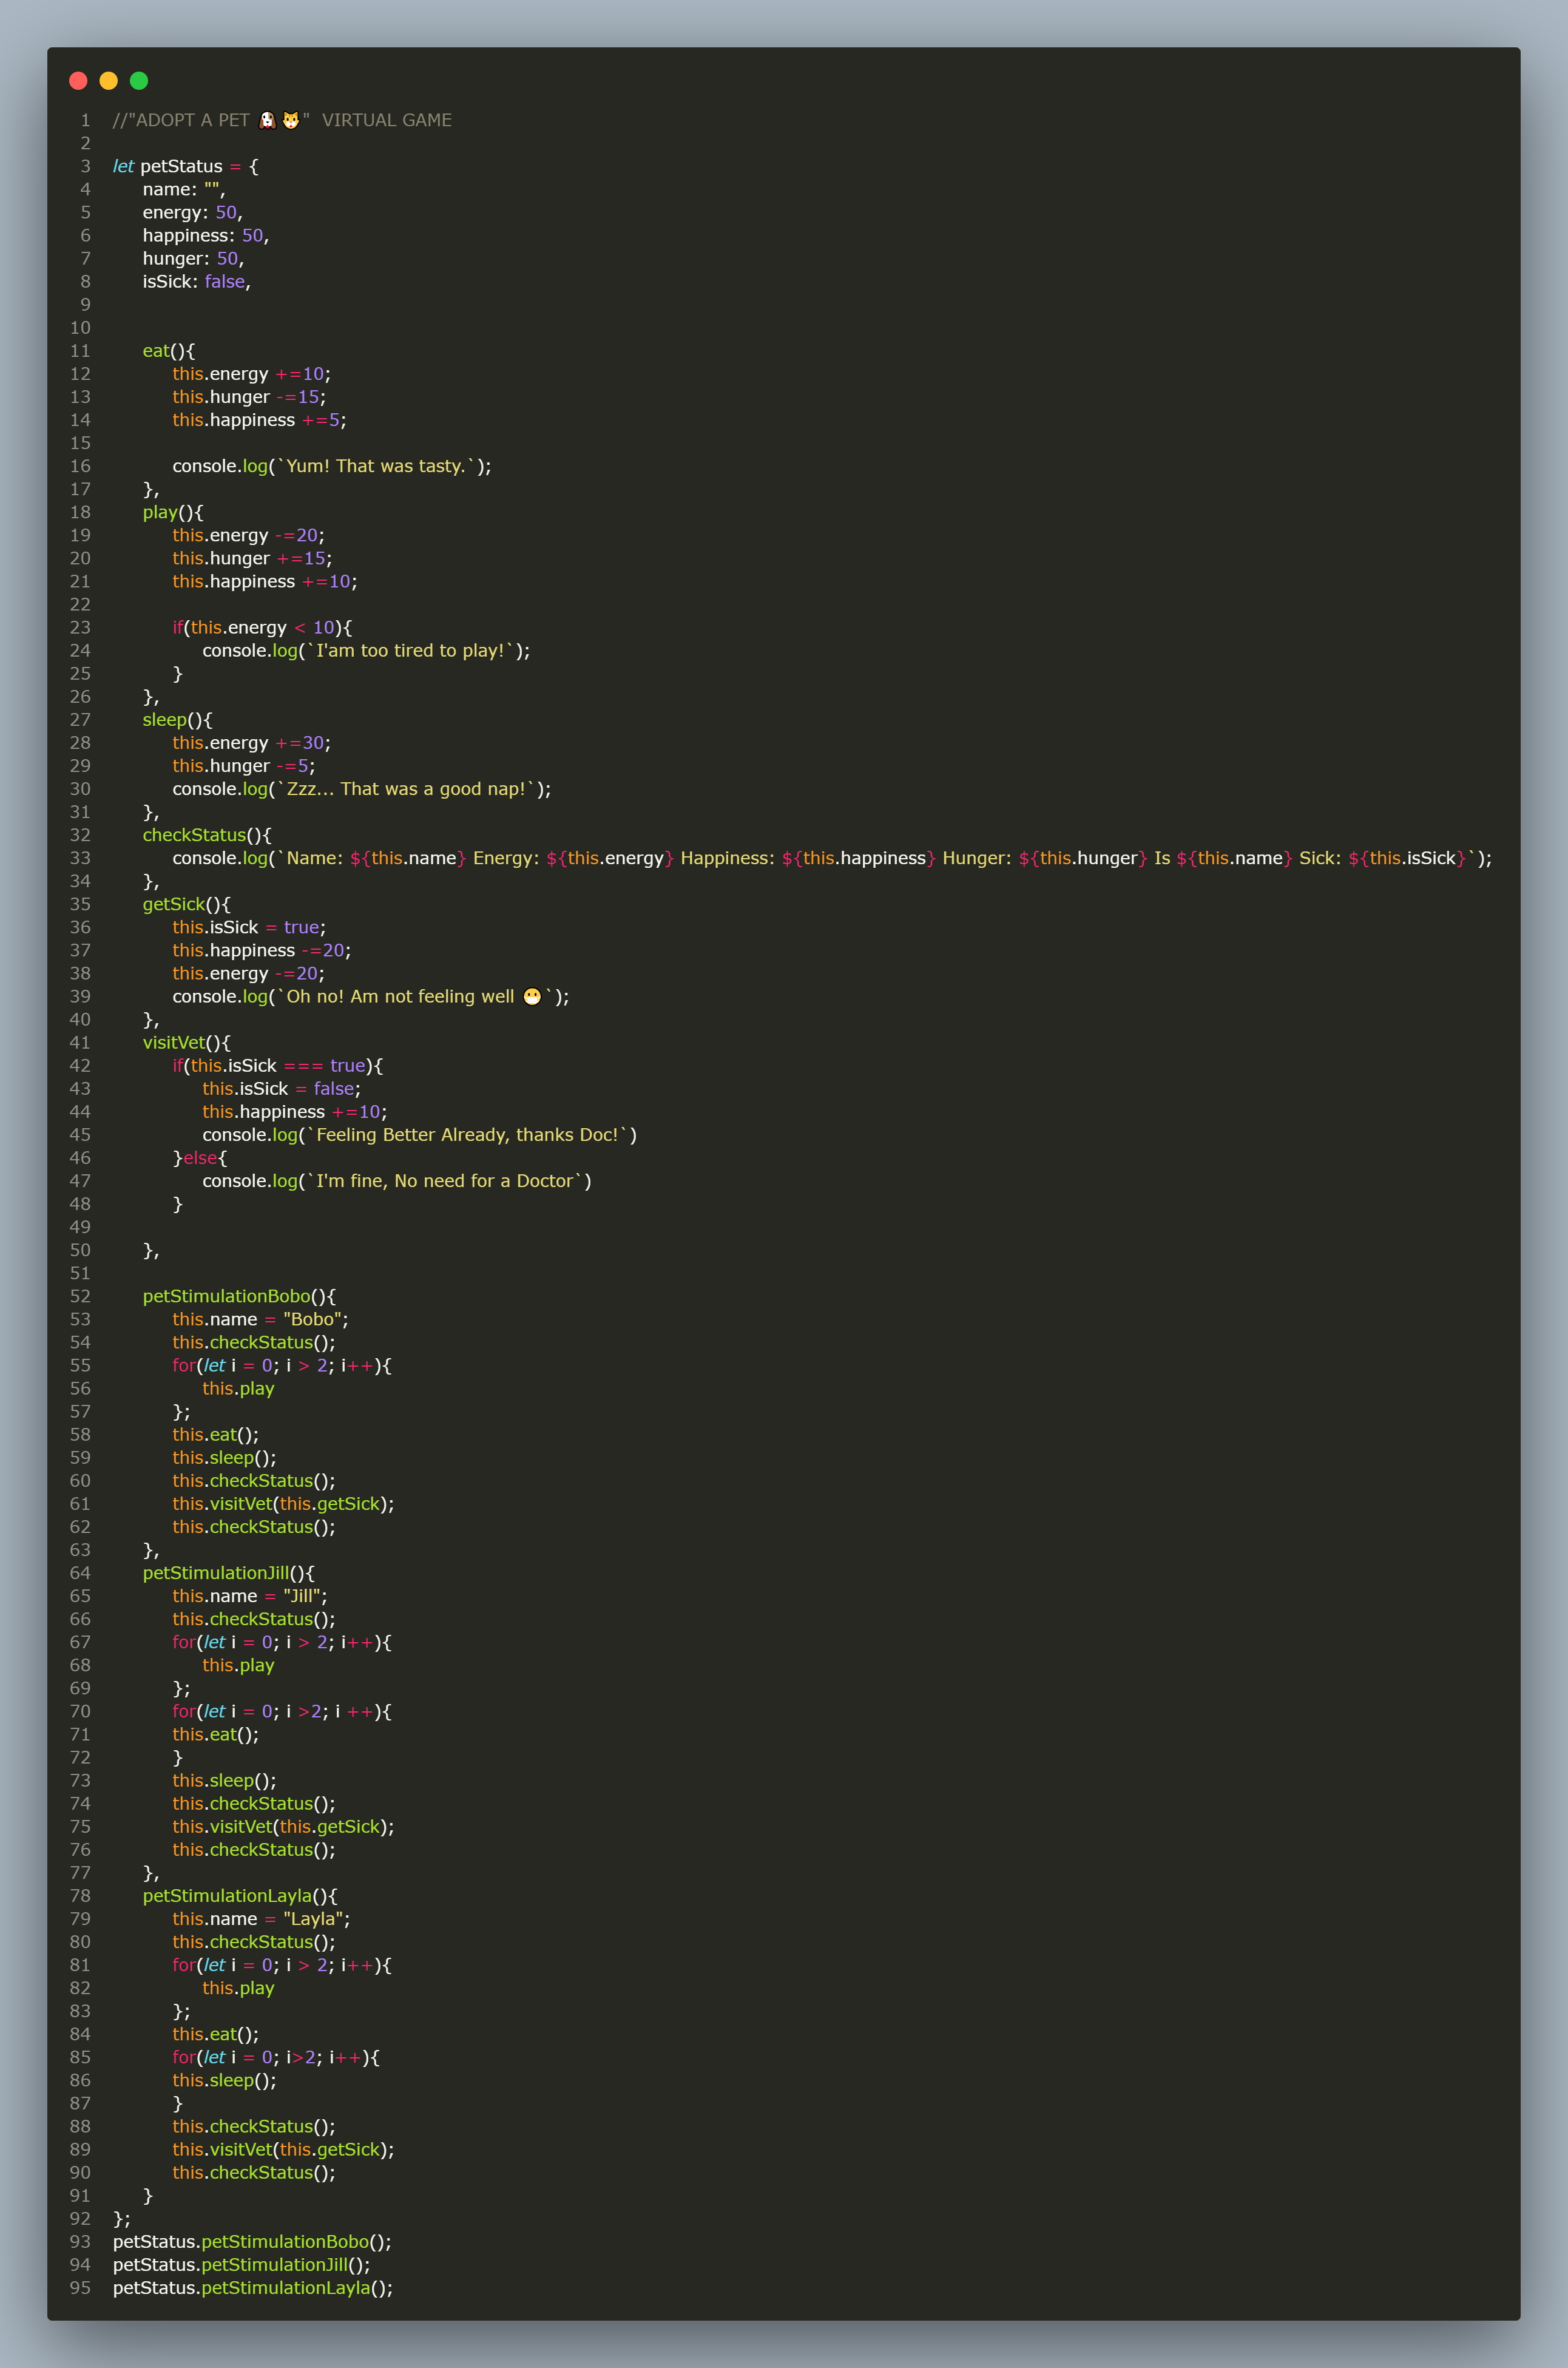 1 //"ADOPT A PET 🐶🐱"  VIRTUAL GAME
2
3 let petStatus = {
4     name: "",
5     energy: 50,
6     happiness: 50,
7     hunger: 50,
8     isSick: false,
9
10
11     eat(){
12         this.energy +=10;
13         this.hunger -=15;
14         this.happiness +=5;
15
16         console.log(`Yum! That was tasty.`);
17     },
18     play(){
19         this.energy -=20;
20         this.hunger +=15;
21         this.happiness +=10;
22
23         if(this.energy < 10){
24             console.log(`I'am too tired to play!`);
25         }
26     },
27     sleep(){
28         this.energy +=30;
29         this.hunger -=5;
30         console.log(`Zzz... That was a good nap!`);
31     },
32     checkStatus(){
33         console.log(`Name: ${this.name} Energy: ${this.energy} Happiness: ${this.happiness} Hunger: ${this.hunger} Is ${this.name} Sick: ${this.isSick}`);
34     },
35     getSick(){
36         this.isSick = true;
37         this.happiness -=20;
38         this.energy -=20;
39         console.log(`Oh no! Am not feeling well 😷`);
40     },
41     visitVet(){
42         if(this.isSick === true){
43             this.isSick = false;
44             this.happiness +=10;
45             console.log(`Feeling Better Already, thanks Doc!`)
46         }else{
47             console.log(`I'm fine, No need for a Doctor`)
48         }
49
50     },
51
52     petStimulationBobo(){
53         this.name = "Bobo";
54         this.checkStatus();
55         for(let i = 0; i > 2; i++){
56             this.play
57         };
58         this.eat();
59         this.sleep();
60         this.checkStatus();
61         this.visitVet(this.getSick);
62         this.checkStatus();
63     },
64     petStimulationJill(){
65         this.name = "Jill";
66         this.checkStatus();
67         for(let i = 0; i > 2; i++){
68             this.play
69         };
70         for(let i = 0; i >2; i ++){
71         this.eat();
72         }
73         this.sleep();
74         this.checkStatus();
75         this.visitVet(this.getSick);
76         this.checkStatus();
77     },
78     petStimulationLayla(){
79         this.name = "Layla";
80         this.checkStatus();
81         for(let i = 0; i > 2; i++){
82             this.play
83         };
84         this.eat();
85         for(let i = 0; i>2; i++){
86         this.sleep();
87         }
88         this.checkStatus();
89         this.visitVet(this.getSick);
90         this.checkStatus();
91     }
92 };
93 petStatus.petStimulationBobo();
94 petStatus.petStimulationJill();
95 petStatus.petStimulationLayla();